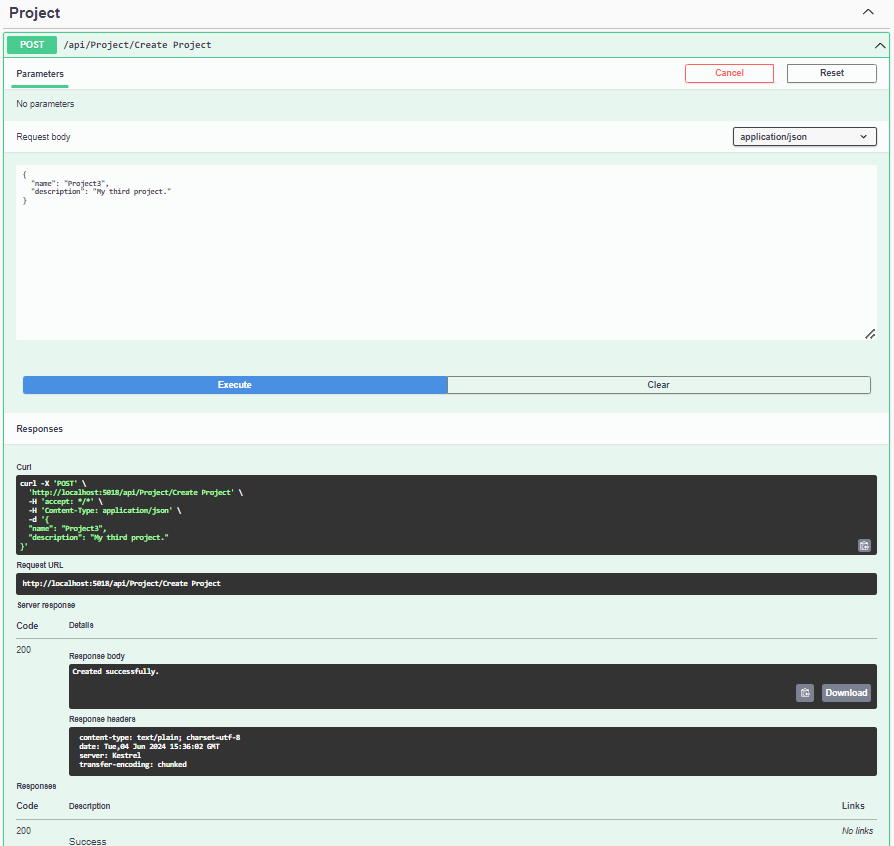 Project
POST /api/Project/Create Project
Parameters Cancel Reset
No parameters
Request body application/json
{
"name": "Project3",
"description": "My third project."
}
Execute Clear
Responses
Curl
curl -X 'POST' \
'http://localhost:5018/api/Project/Create Project' \
-H 'accept: */*' \
-H 'Content-Type: application/json' \
-d '{
"name": "Project3",
"description": "My third project."
}'
Request URL
http://localhost:5018/api/Project/Create Project
Server response
Code Details
200
Response body
Created successfully.
Download
Response headers
content-type: text/plain; charset=utf-8
date: Tue,04 Jun 2024 15:36:02 GMT
server: Kestrel
transfer-encoding: chunked
Responses
Code Description Links
200 No links
Success